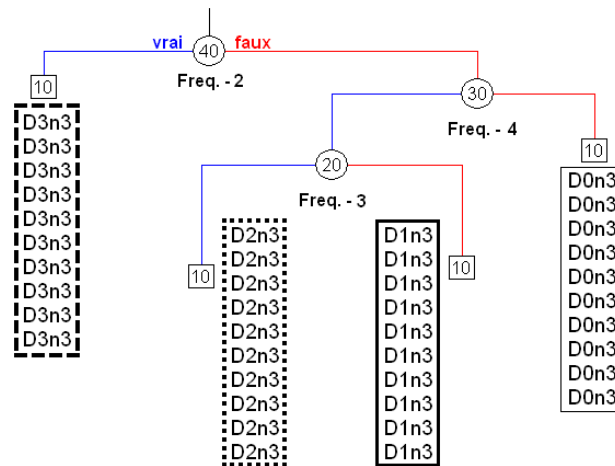 vrai
40
faux
Freq. - 2
10
D3n3
D3n3
D3n3
D3n3
D3n3
D3n3
D3n3
D3n3
D3n3
D3n3
30
Freq. - 4
20
Freq. - 3
10
D2n3
D2n3
D2n3
D2n3
D2n3
D2n3
D2n3
D2n3
D2n3
D2n3
D1n3
D1n3
D1n3
D1n3
D1n3
D1n3
D1n3
D1n3
D1n3
D1n3
10
10
D0n3
D0n3
D0n3
D0n3
D0n3
D0n3
D0n3
D0n3
D0n3
D0n3